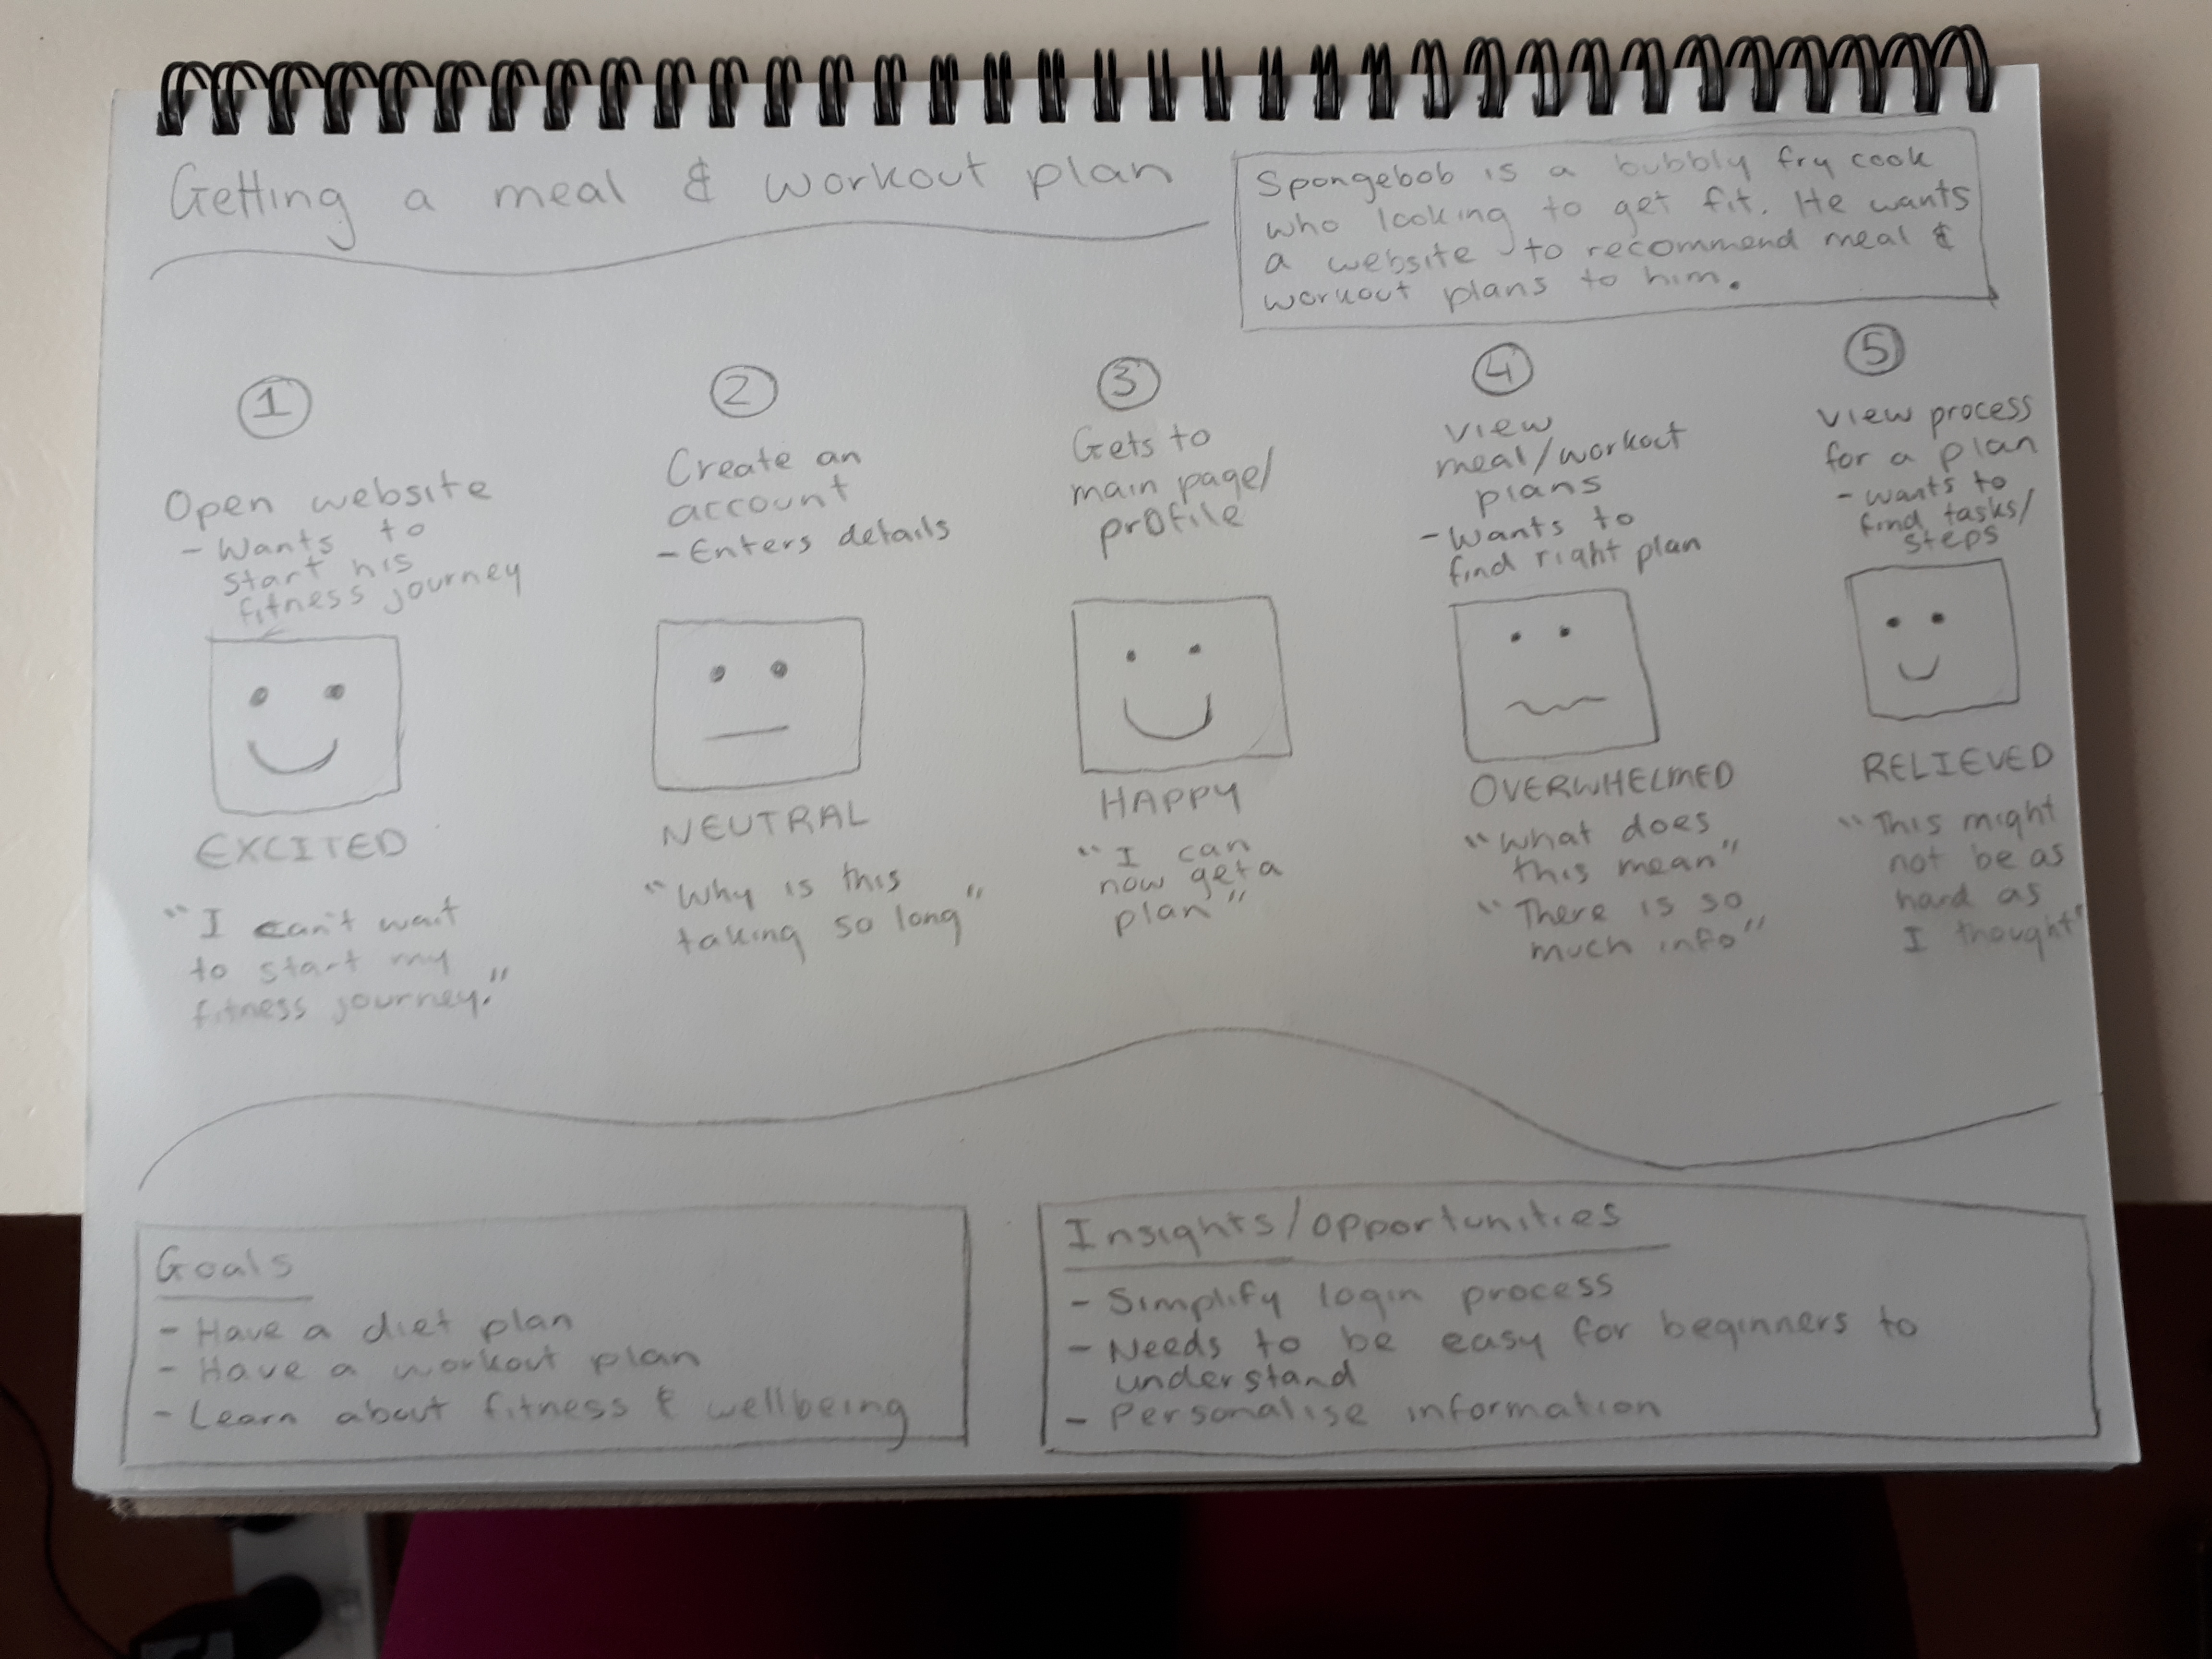 Getting a meal & workout plan
Spongebob is a bubbly fry cook
who looking to get fit. He wants
a website to recommend meal &
workout plans to him.
1
Open website
- Wants to
start his
fitness journey
EXCITED
"I can't wait
to start my
fitness journey."
2
Create an
account
- Enters details
NEUTRAL
"Why is this
taking so long"
3
Gets to
main page/
profile
HAPPY
"I can
now get a
plan"
4
View
meal/workout
plans
- Wants to
find right plan
OVERWHELMED
"What does
this mean"
"There is so
much info"
5
View process
for a plan
- Wants to
find tasks/
steps
RELIEVED
"This might
not be as
hard as
I thought"
Goals
- Have a diet plan
- Have a workout plan
- Learn about fitness & wellbeing
Insights/opportunities
- Simplify login process
- Needs to be easy for beginners to
understand
- Personalise information